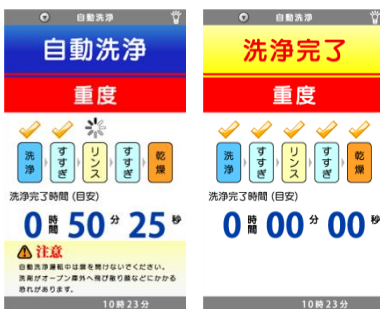 自動洗浄
自動洗浄
重度
洗浄
すすぎ
リンス
すすぎ
乾燥
洗浄完了時間 (目安)
0 時間 50 分 25 秒
注意
自動洗浄運転中は扉を開けないでください。
洗剤がオーブン庫外へ飛び散り顔などにかかる
恐れがあります。
10時23分
自動洗浄
洗浄完了
重度
洗浄
すすぎ
リンス
すすぎ
乾燥
洗浄完了時間 (目安)
0 時間 00 分 00 秒
10時23分